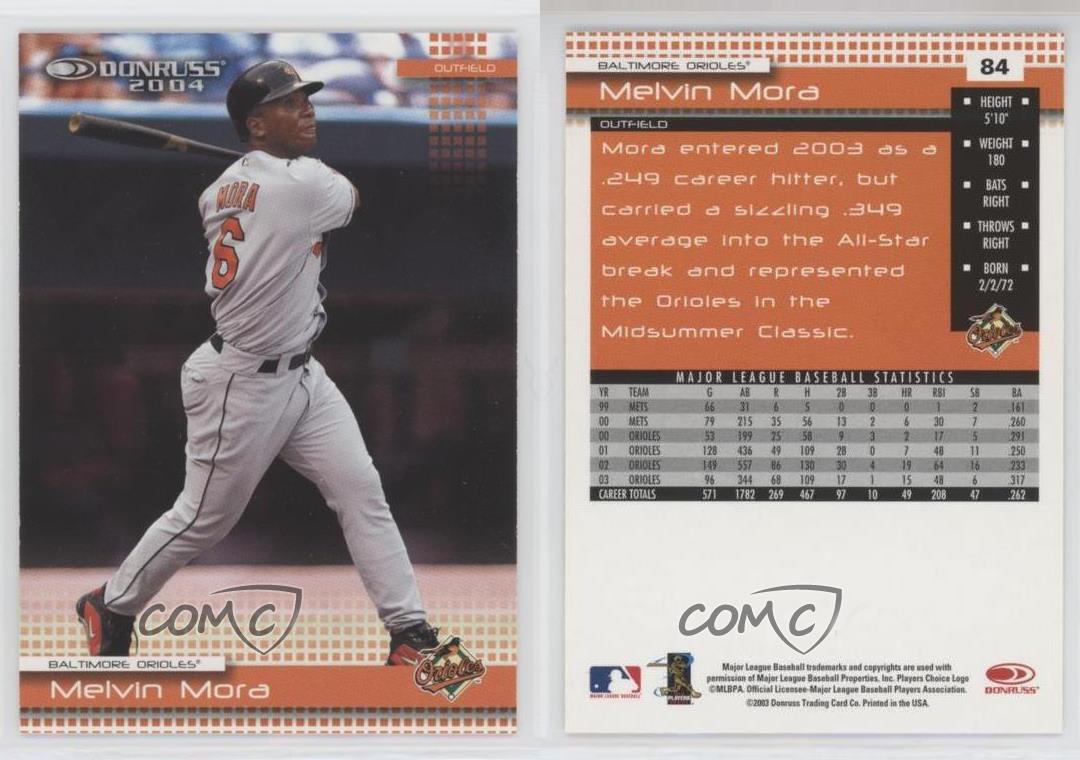 DONRUSS®
2004
OUTFIELD
MORA
6
COMC
BALTIMORE ORIOLES®
Orioles
Melvin Mora
BALTIMORE ORIOLES®
84
Melvin Mora
OUTFIELD
Mora entered 2003 as a
.249 career hitter, but
carried a sizzling .349
average into the All-Star
break and represented
the Orioles in the
Midsummer Classic.
HEIGHT
5'10"
WEIGHT
180
BATS
RIGHT
THROWS
RIGHT
BORN
2/2/72
Orioles
MAJOR LEAGUE BASEBALL STATISTICS
YR TEAM G AB R H 2B 3B HR RBI SB BA
99 METS 66 31 6 5 0 0 0 1 2 .161
00 METS 79 215 35 56 13 2 6 30 7 .260
00 ORIOLES 53 199 25 58 9 3 2 17 5 .291
01 ORIOLES 128 436 49 109 28 0 7 48 11 .250
02 ORIOLES 149 557 86 130 30 4 19 64 16 .233
03 ORIOLES 96 344 68 109 17 1 15 48 6 .317
CAREER TOTALS 571 1782 269 467 97 10 49 208 47 .262
COMC
MAJOR LEAGUE BASEBALL
PLAYERS
CHOICE
Major League Baseball trademarks and copyrights are used with
permission of Major League Baseball Properties, Inc. Players Choice Logo
©MLBPA. Official Licensee-Major League Baseball Players Association.
©2003 Donruss Trading Card Co. Printed in the USA.
DONRUSS®